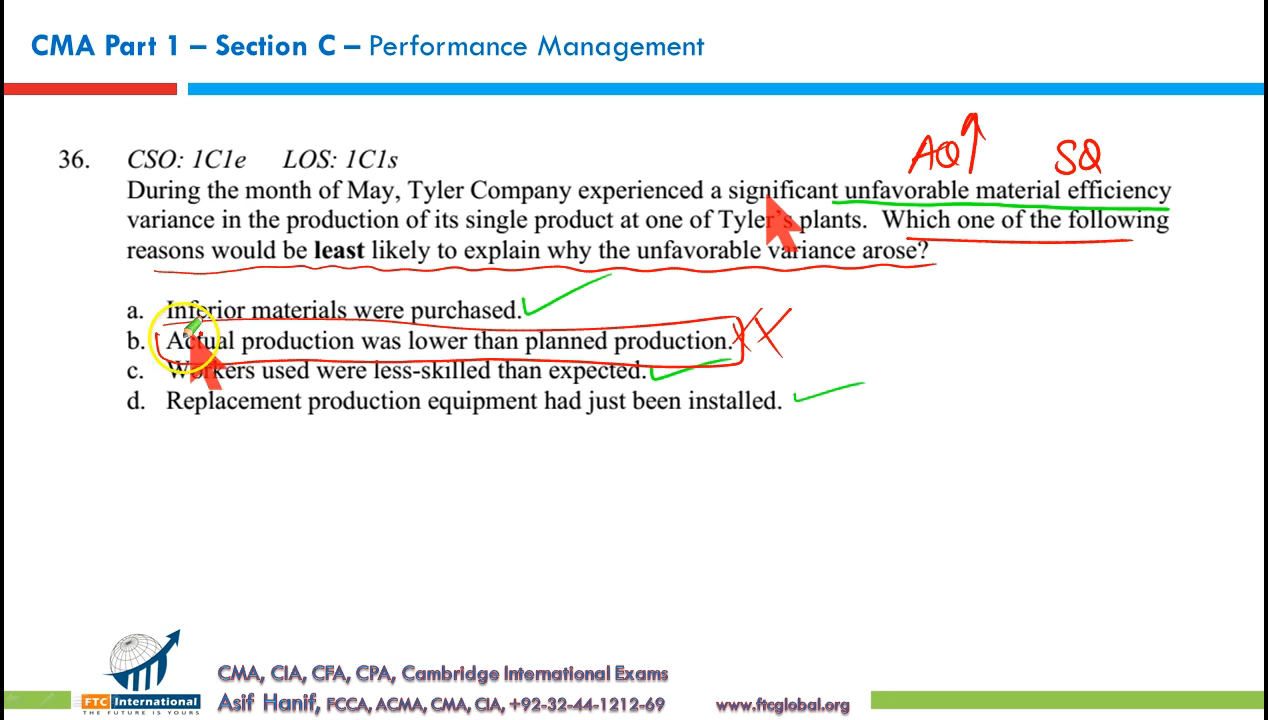 CMA Part 1 – Section C – Performance Management
AQ↑ SQ
36. CSO: 1C1e LOS: 1C1s
During the month of May, Tyler Company experienced a significant unfavorable material efficiency
variance in the production of its single product at one of Tyler's plants. Which one of the following
reasons would be least likely to explain why the unfavorable variance arose?
a. Inferior materials were purchased.
b. Actual production was lower than planned production.
c. Workers used were less-skilled than expected.
d. Replacement production equipment had just been installed.
CMA, CIA, CFA, CPA, Cambridge International Exams
FTC International
THE FUTURE IS YOURS
Asif Hanif, FCCA, ACMA, CMA, CIA, +92-32-44-1212-69 www.ftcglobal.org